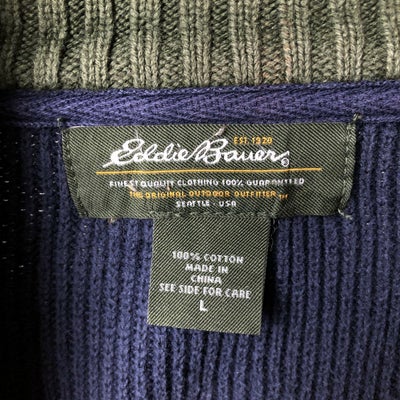 EST. 1920
Eddie Bauer®
FINEST QUALITY CLOTHING 100% GUARANTEED
THE ORIGINAL OUTDOOR OUTFITTER™
SEATTLE - USA
100% COTTON
MADE IN
CHINA
SEE SIDE FOR CARE
L